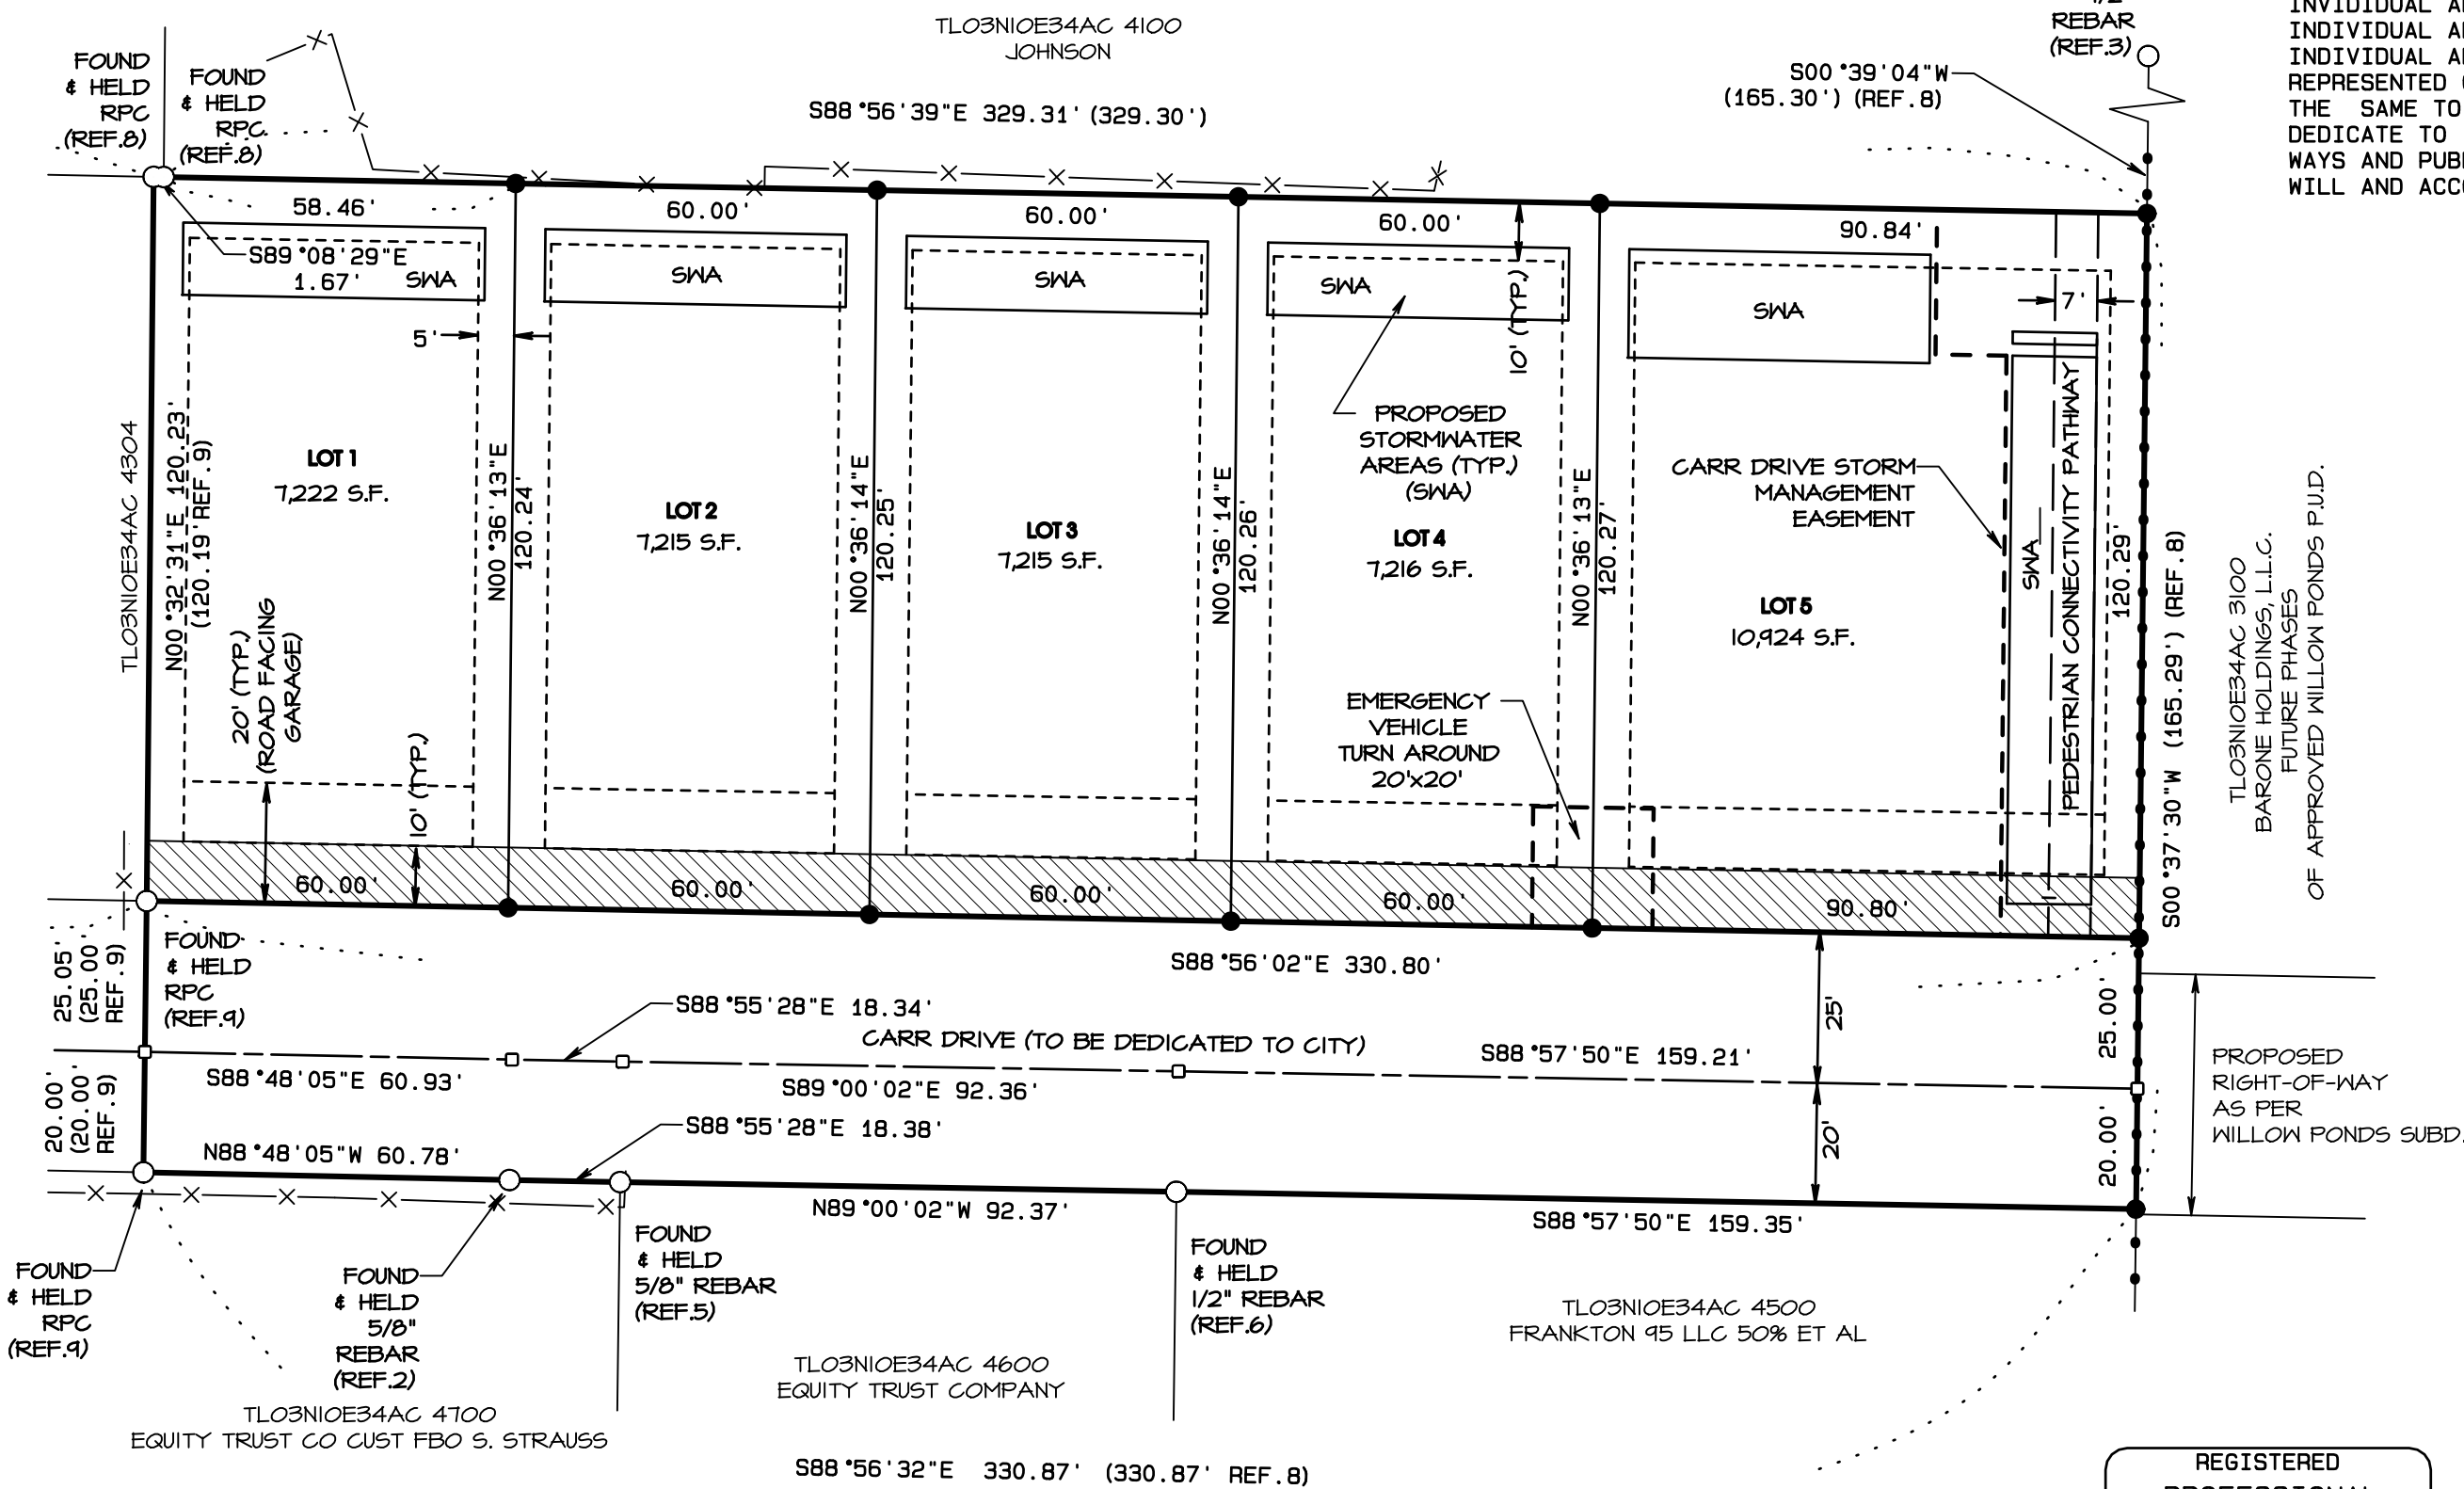 TL03N10E34AC 4100
JOHNSON
S88°56'39"E 329.31' (329.30')
FOUND
& HELD
RPC
(REF.8)
FOUND
& HELD
RPC
(REF.8)
REBAR
(REF.3)
S00°39'04"W
(165.30') (REF.8)
INDIVIDUAL
INDIVIDUAL
REPRESENTED
THE SAME TO
DEDICATE TO
WAYS AND
WILL AND
58.46'
60.00'
60.00'
60.00'
90.84'
S89°08'29"E
1.67'
SWA
SWA
SWA
SWA
SWA
5'
10' (TYP.)
7'
TL03N10E34AC 4304
N00°32'31"E 120.23'
(120.19'REF.9)
LOT 1
7,222 S.F.
N00°36'13"E
120.24'
LOT 2
7,215 S.F.
N00°36'14"E
120.25'
LOT 3
7,215 S.F.
N00°36'14"E
120.26'
PROPOSED
STORMWATER
AREAS (TYP.)
(SWA)
LOT 4
7,216 S.F.
N00°36'13"E
120.27'
CARR DRIVE STORM
MANAGEMENT
EASEMENT
LOT 5
10,924 S.F.
SWA
PEDESTRIAN CONNECTIVITY PATHWAY
120.29'
S00°37'30"W (165.29') (REF.8)
TL03N10E34AC 3100
BARONE HOLDINGS, L.L.C.
FUTURE PHASES
OF APPROVED WILLOW PONDS P.U.D.
20' (TYP.)
(ROAD FACING
GARAGE)
10' (TYP.)
EMERGENCY
VEHICLE
TURN AROUND
20'x20'
60.00'
60.00'
60.00'
60.00'
90.80'
25.05'
(25.00'
REF.9)
FOUND
& HELD
RPC
(REF.9)
S88°56'02"E 330.80'
S88°55'28"E 18.34'
CARR DRIVE (TO BE DEDICATED TO CITY)
S88°57'50"E 159.21'
25'
25.00'
S88°48'05"E 60.93'
S89°00'02"E 92.36'
PROPOSED
RIGHT-OF-WAY
AS PER
WILLOW PONDS SUBD.
20.00'
(20.00'
REF.9)
S88°55'28"E 18.38'
20'
20.00'
N88°48'05"W 60.78'
N89°00'02"W 92.37'
S88°57'50"E 159.35'
FOUND
& HELD
RPC
(REF.9)
FOUND
& HELD
5/8"
REBAR
(REF.2)
FOUND
& HELD
5/8" REBAR
(REF.5)
FOUND
& HELD
1/2" REBAR
(REF.6)
TL03N10E34AC 4500
FRANKTON 95 LLC 50% ET AL
TL03N10E34AC 4600
EQUITY TRUST COMPANY
TL03N10E34AC 4700
EQUITY TRUST CO CUST FBO S. STRAUSS
S88°56'32"E 330.87' (330.87' REF.8)
REGISTERED